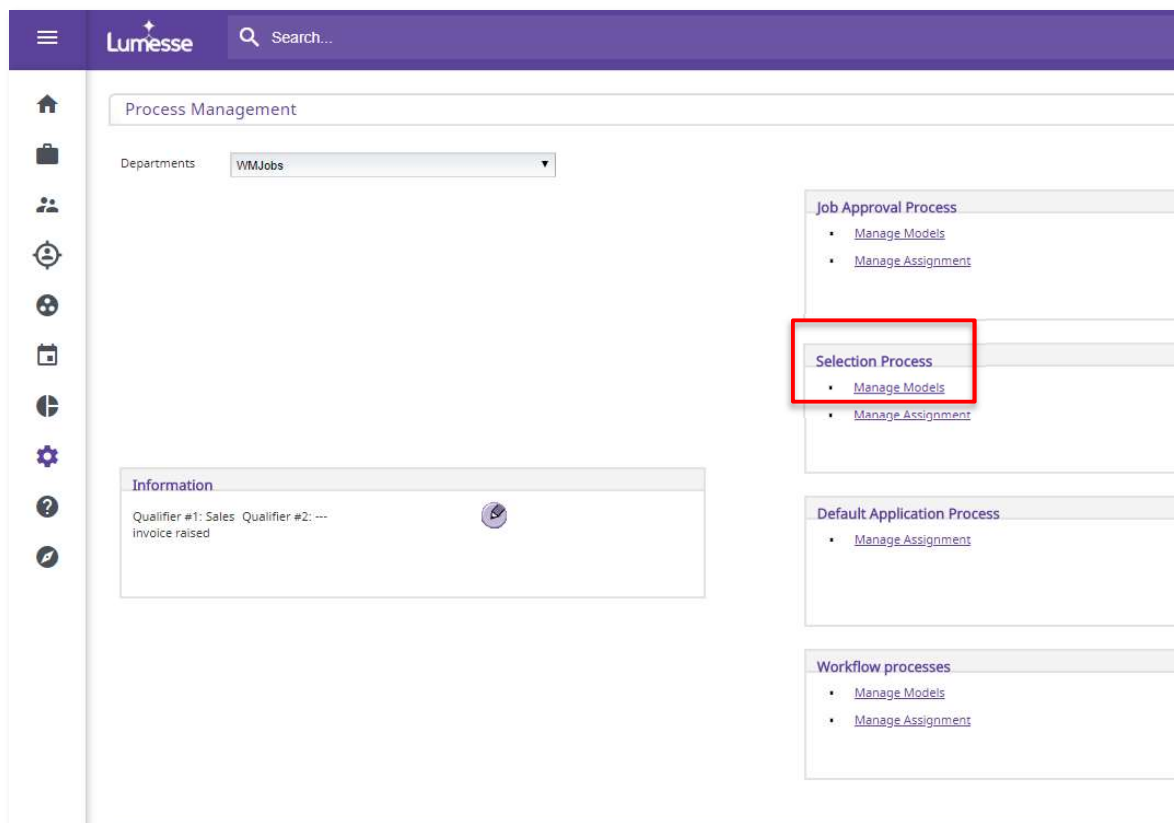 Lumesse
Search...
Process Management
Departments
WMJobs
Job Approval Process
Manage Models
Manage Assignment
Selection Process
Manage Models
Manage Assignment
Information
Qualifier #1: Sales Qualifier #2: ---
invoice raised
Default Application Process
Manage Assignment
Workflow processes
Manage Models
Manage Assignment